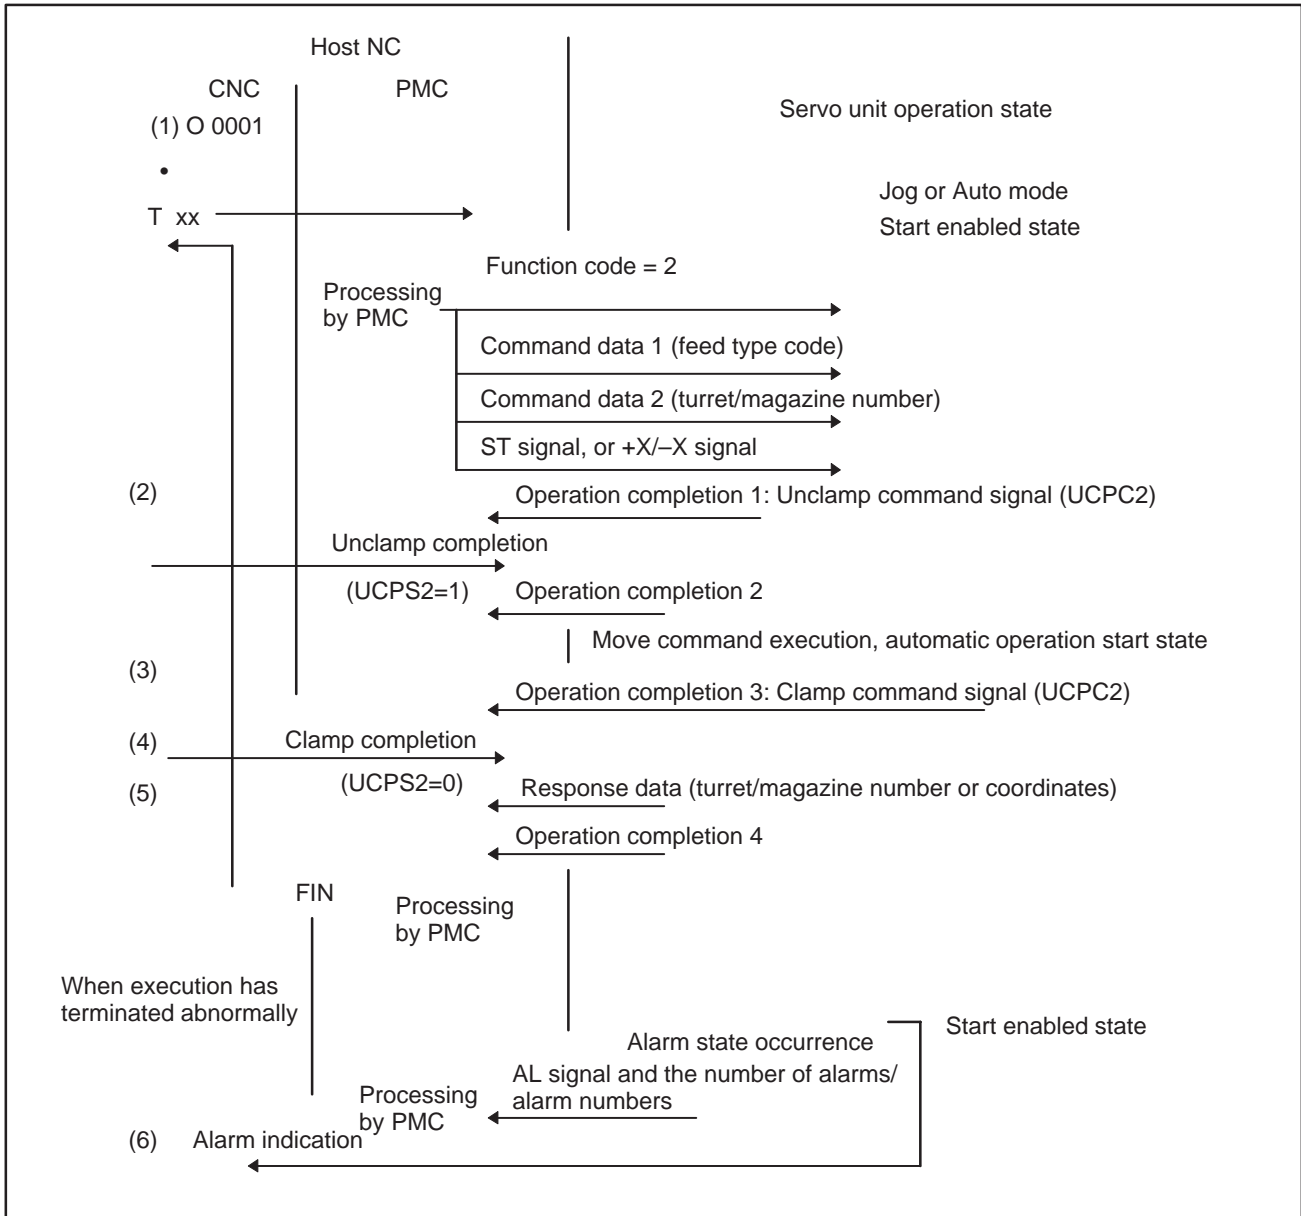 Host NC
CNC
PMC
Servo unit operation state
(1) O 0001
•
Jog or Auto mode
T xx
Start enabled state
Function code = 2
Processing
by PMC
Command data 1 (feed type code)
Command data 2 (turret/magazine number)
ST signal, or +X/–X signal
(2)
Operation completion 1: Unclamp command signal (UCPC2)
Unclamp completion
(UCPS2=1)
Operation completion 2
Move command execution, automatic operation start state
(3)
Operation completion 3: Clamp command signal (UCPC2)
(4)
Clamp completion
(UCPS2=0)
(5)
Response data (turret/magazine number or coordinates)
Operation completion 4
FIN
Processing
by PMC
When execution has
terminated abnormally
Start enabled state
Alarm state occurrence
AL signal and the number of alarms/
alarm numbers
Processing
by PMC
(6)
Alarm indication